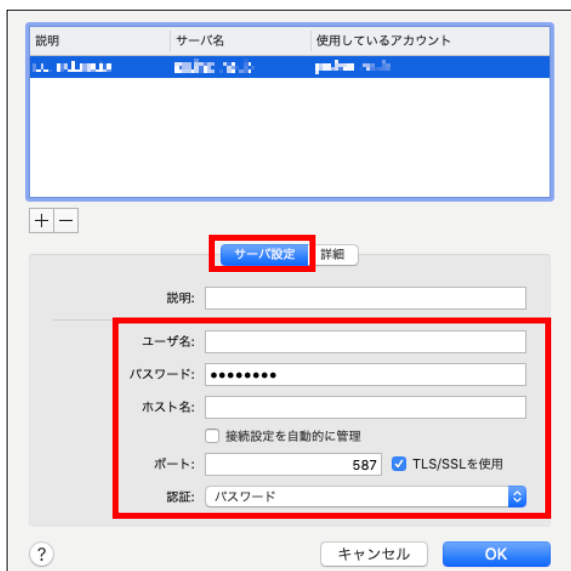 説明 サーバ名 使用しているアカウント
+ −
サーバ設定 詳細
説明:
ユーザ名:
パスワード: ••••••••
ホスト名:
接続設定を自動的に管理
ポート: 587 TLS/SSLを使用
認証: パスワード
? キャンセル OK